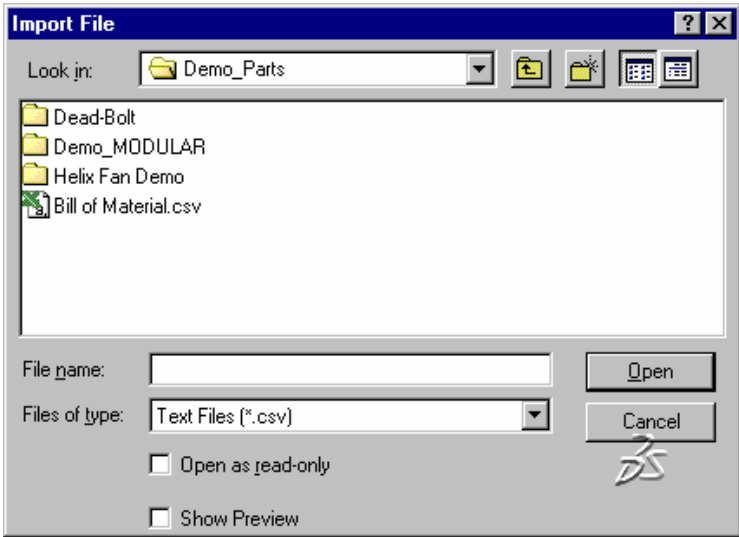 Import File
Look in: Demo_Parts
Dead-Bolt
Demo_MODULAR
Helix Fan Demo
Bill of Material.csv
File name: Open
Files of type: Text Files (*.csv) Cancel
Open as read-only
Show Preview